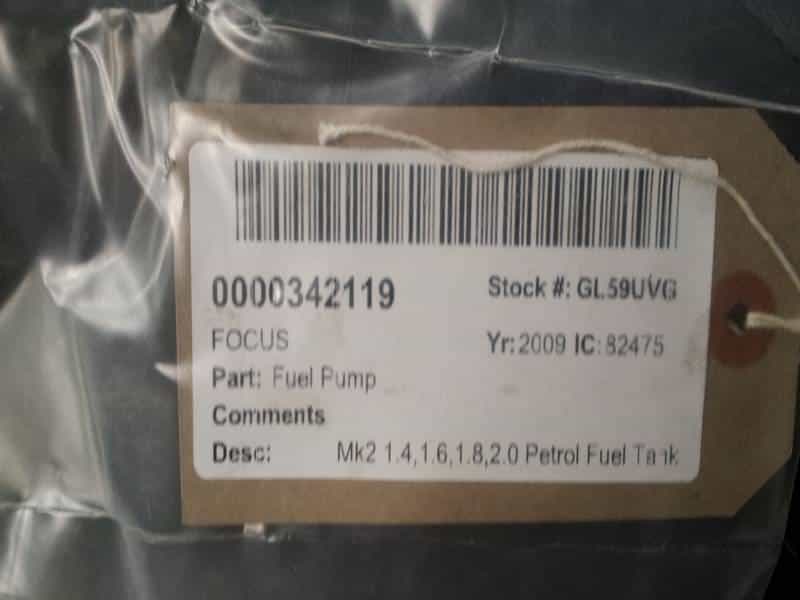 0000342119 Stock #: GL59UVG
FOCUS Yr: 2009 IC: 82475
Part: Fuel Pump
Comments
Desc: Mk2 1.4,1.6,1.8,2.0 Petrol Fuel Tank